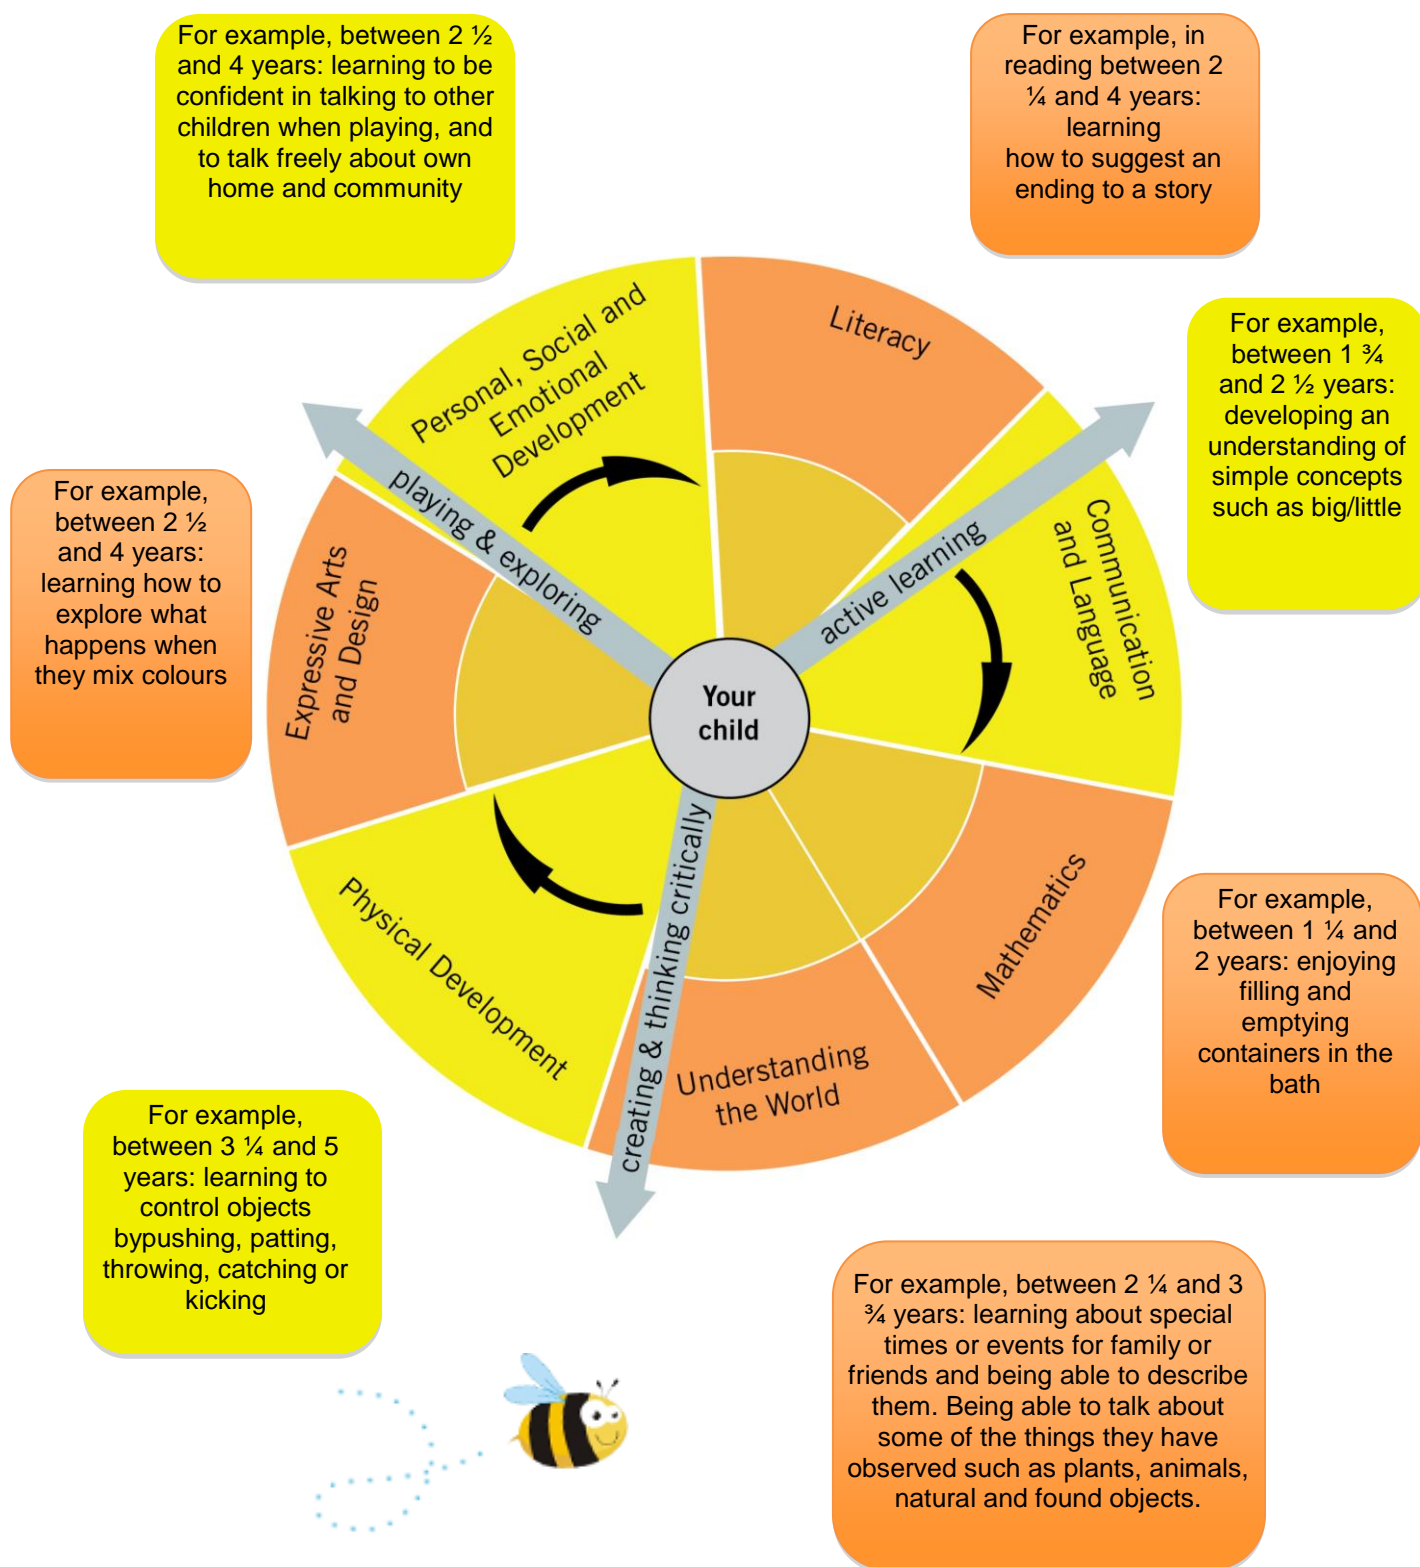 For example, between 2 ½
and 4 years: learning to be
confident in talking to other
children when playing, and
to talk freely about own
home and community
For example, in
reading between 2
¼ and 4 years:
learning
how to suggest an
ending to a story
For example,
between 1 ¾
and 2 ½ years:
developing an
understanding of
simple concepts
such as big/little
For example,
between 2 ½
and 4 years:
learning how to
explore what
happens when
they mix colours
Personal, Social and
Emotional
Development
Literacy
Communication
and Language
Mathematics
Understanding
the World
Physical Development
Expressive Arts
and Design
playing & exploring
active learning
creating & thinking critically
Your
child
For example,
between 1 ¼ and
2 years: enjoying
filling and
emptying
containers in the
bath
For example,
between 3 ¼ and 5
years: learning to
control objects
bypushing, patting,
throwing, catching or
kicking
For example, between 2 ¼ and 3
¾ years: learning about special
times or events for family or
friends and being able to describe
them. Being able to talk about
some of the things they have
observed such as plants, animals,
natural and found objects.